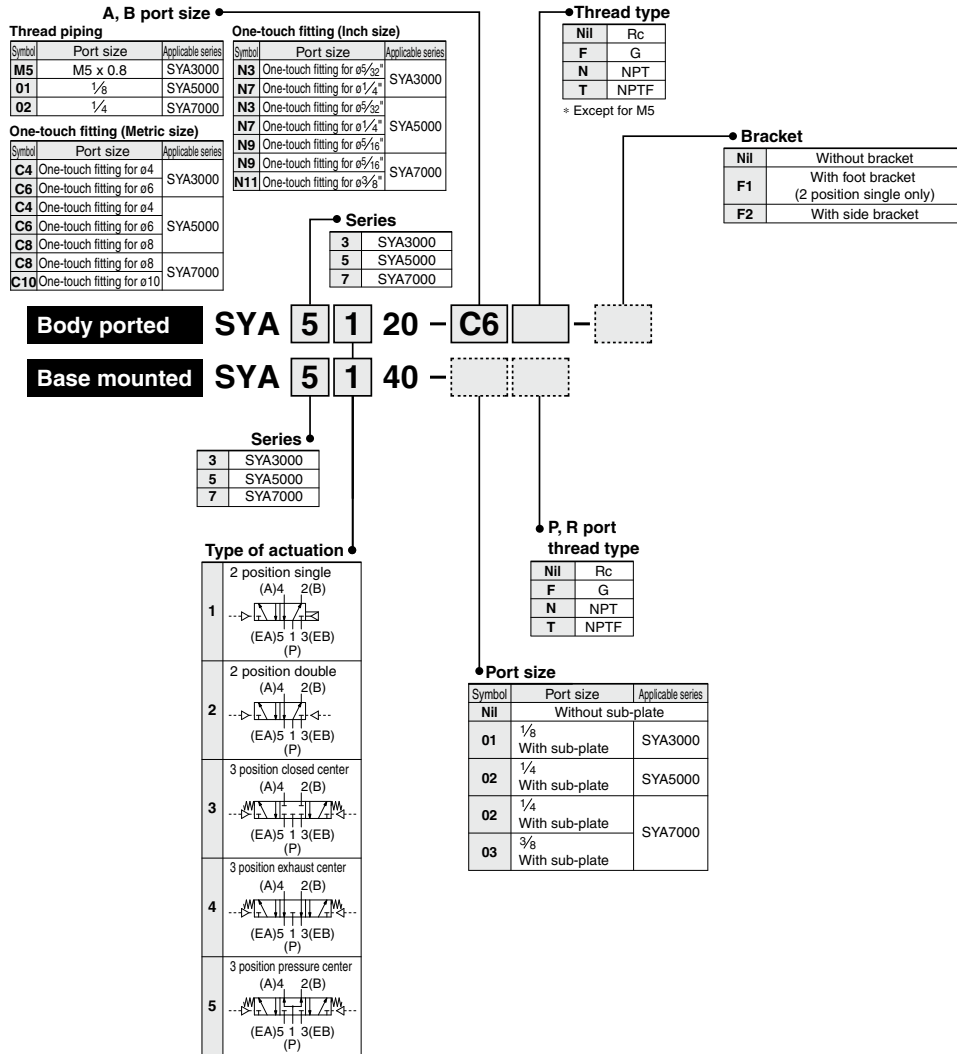 A, B port size
Thread piping
Symbol Port size Applicable series
M5 M5 x 0.8 SYA3000
01 1/8 SYA5000
02 1/4 SYA7000
One-touch fitting (Metric size)
Symbol Port size Applicable series
C4 One-touch fitting for ø4 SYA3000
C6 One-touch fitting for ø6
C4 One-touch fitting for ø4 SYA5000
C6 One-touch fitting for ø6
C8 One-touch fitting for ø8
C8 One-touch fitting for ø8 SYA7000
C10 One-touch fitting for ø10
One-touch fitting (Inch size)
Symbol Port size Applicable series
N3 One-touch fitting for ø5/32" SYA3000
N7 One-touch fitting for ø1/4"
N3 One-touch fitting for ø5/32" SYA5000
N7 One-touch fitting for ø1/4"
N9 One-touch fitting for ø5/16"
N9 One-touch fitting for ø5/16" SYA7000
N11 One-touch fitting for ø3/8"
Thread type
Nil Rc
F G
N NPT
T NPTF
* Except for M5
Bracket
Nil Without bracket
F1 With foot bracket
(2 position single only)
F2 With side bracket
Series
3 SYA3000
5 SYA5000
7 SYA7000
Body ported SYA 5 1 20 – C6 –
Base mounted SYA 5 1 40 –
Series
3 SYA3000
5 SYA5000
7 SYA7000
Type of actuation
1 2 position single
(A)4 2(B)
(EA)5 1 3(EB)
(P)
2 2 position double
(A)4 2(B)
(EA)5 1 3(EB)
(P)
3 3 position closed center
(A)4 2(B)
(EA)5 1 3(EB)
(P)
4 3 position exhaust center
(A)4 2(B)
(EA)5 1 3(EB)
(P)
5 3 position pressure center
(A)4 2(B)
(EA)5 1 3(EB)
(P)
P, R port
thread type
Nil Rc
F G
N NPT
T NPTF
Port size
Symbol Port size Applicable series
Nil Without sub-plate
01 1/8
With sub-plate SYA3000
02 1/4
With sub-plate SYA5000
02 1/4
With sub-plate SYA7000
03 3/8
With sub-plate